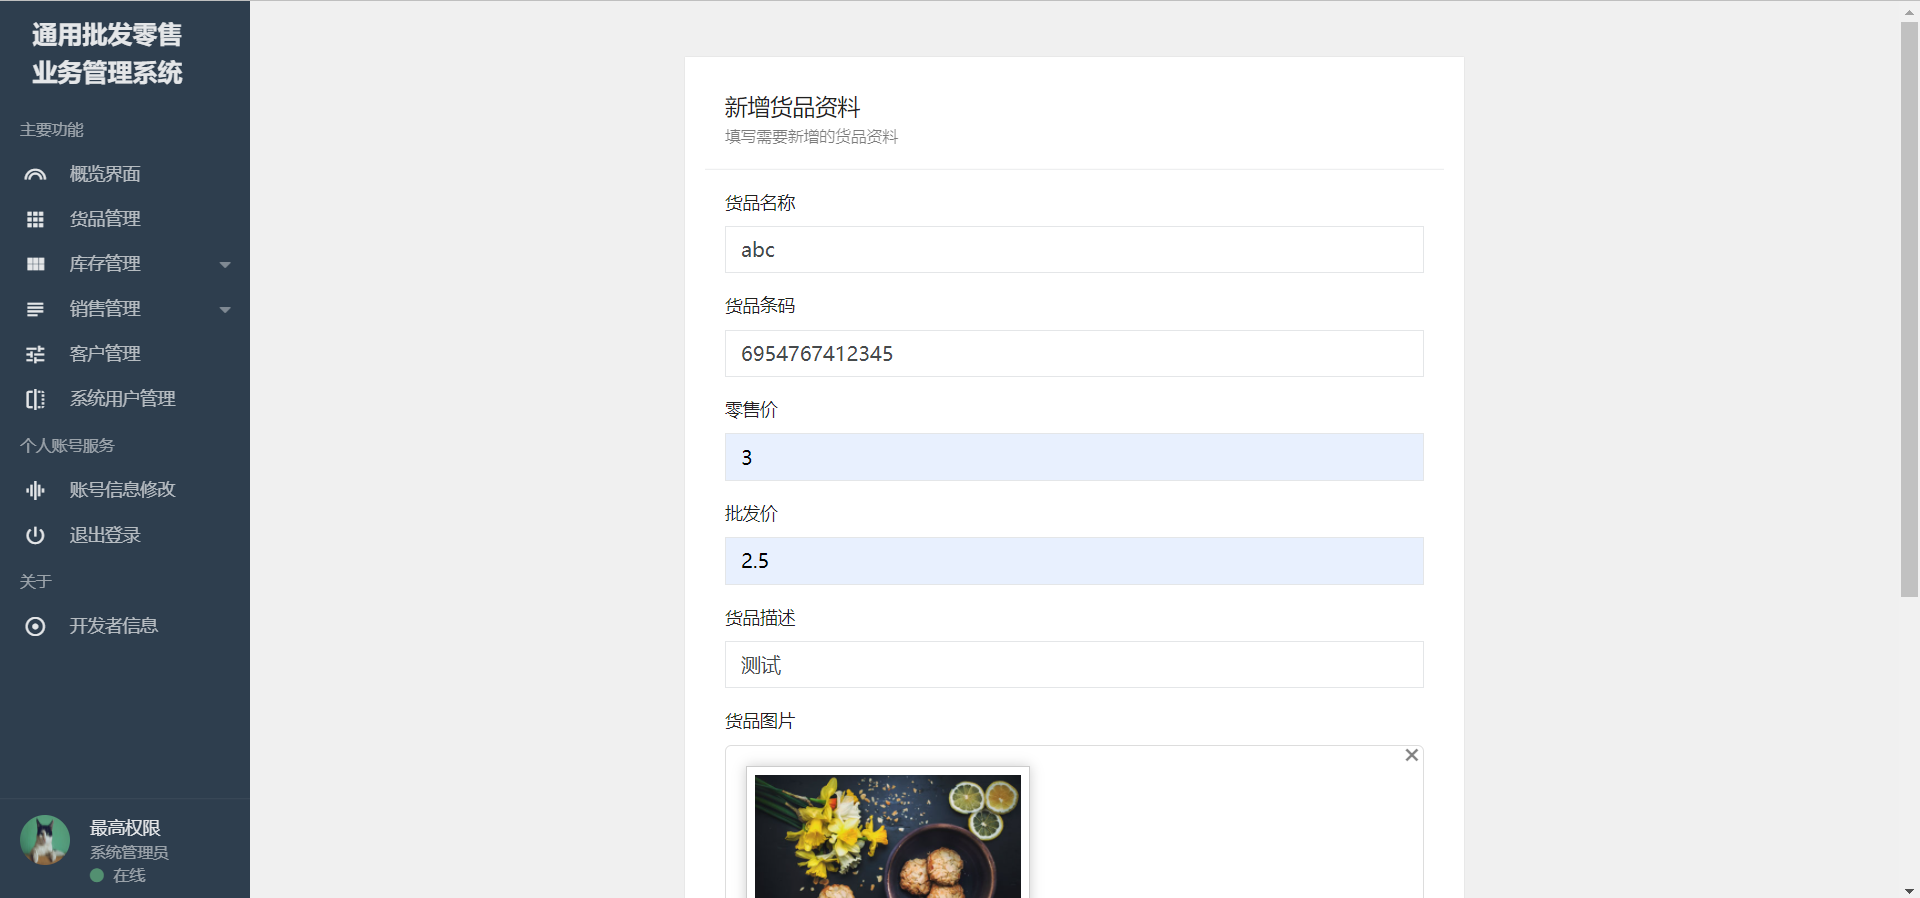 通用批发零售
业务管理系统
主要功能
概览界面
货品管理
库存管理
销售管理
客户管理
系统用户管理
个人账号服务
账号信息修改
退出登录
关于
开发者信息
最高权限
系统管理员
在线
新增货品资料
填写需要新增的货品资料
货品名称
abc
货品条码
6954767412345
零售价
3
批发价
2.5
货品描述
测试
货品图片